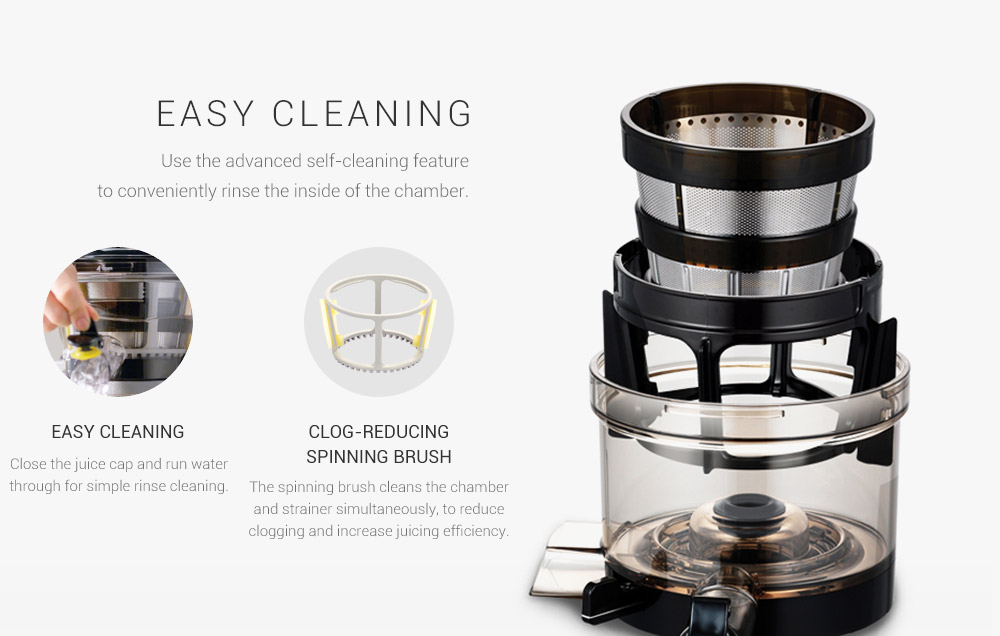 EASY CLEANING
Use the advanced self-cleaning feature
to conveniently rinse the inside of the chamber.
EASY CLEANING
Close the juice cap and run water
through for simple rinse cleaning.
CLOG-REDUCING
SPINNING BRUSH
The spinning brush cleans the chamber
and strainer simultaneously, to reduce
clogging and increase juicing efficiency.